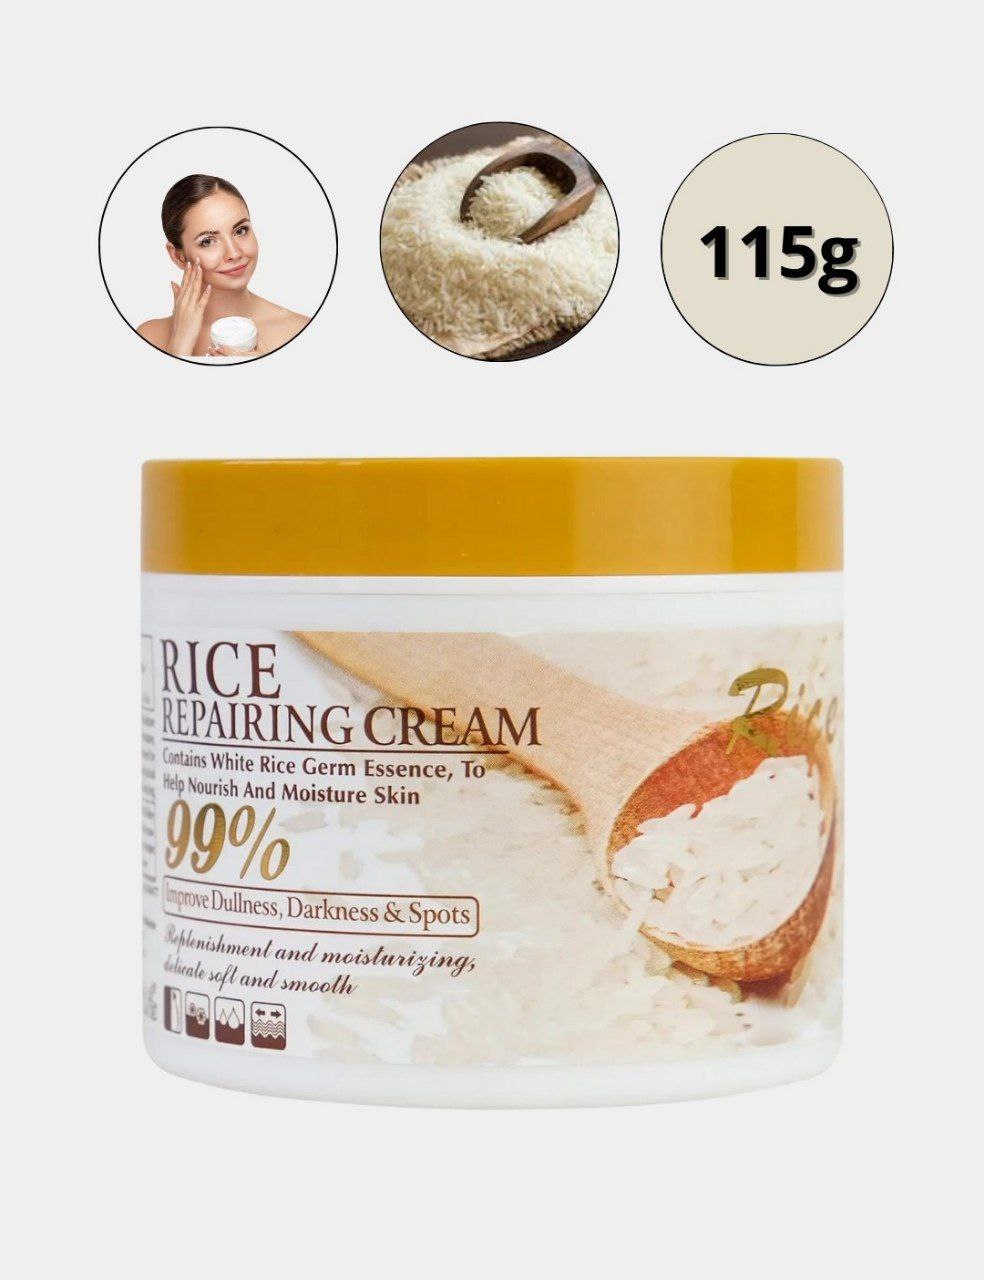 115g
RICE
REPAIRING CREAM
Contains White Rice Germ Essence, To
Help Nourish And Moisture Skin
99%
Improve Dullness, Darkness & Spots
Replenishment and moisturizing,
delicate soft and smooth
Rice